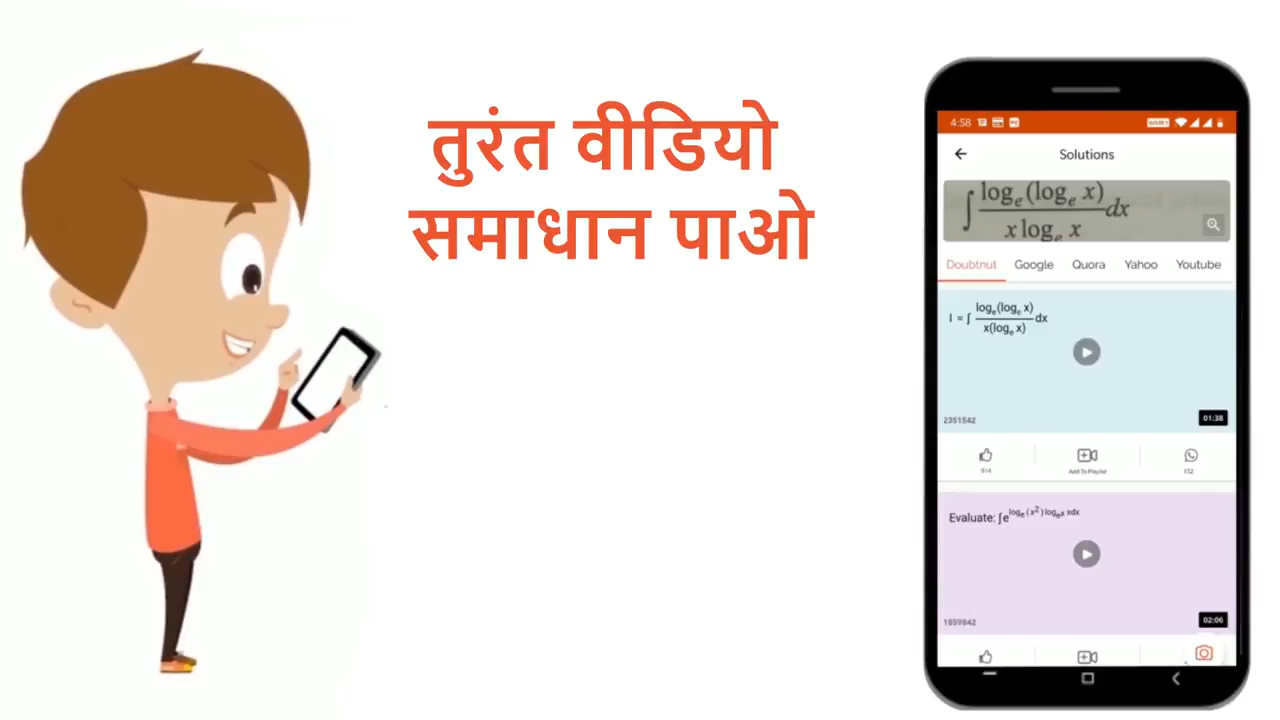 तुरंत वीडियो
समाधान पाओ
4:58
Solutions
∫ logₑ(logₑ x) / x logₑ x dx
Doubtnut Google Quora Yahoo Youtube
I = ∫ logₑ(logₑ x) / x(logₑ x) dx
2351542
01:38
914
Add To Playlist
152
Evaluate: ∫e^logₑ(x²)logₑx xdx
1859842
02:06